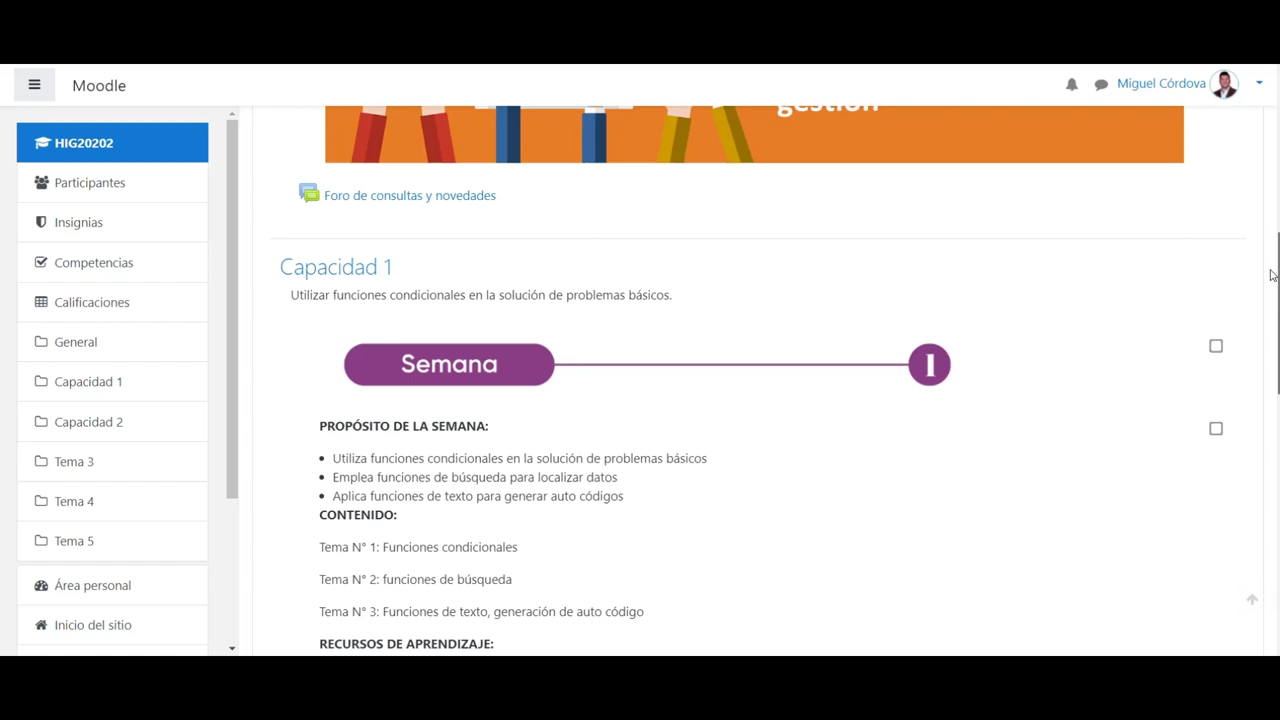 Moodle
Miguel Córdova
HIG20202
Participantes
Insignias
Competencias
Calificaciones
General
Capacidad 1
Capacidad 2
Tema 3
Tema 4
Tema 5
Área personal
Inicio del sitio
gestión
Foro de consultas y novedades
Capacidad 1
Utilizar funciones condicionales en la solución de problemas básicos.
Semana 1
PROPÓSITO DE LA SEMANA:
Utiliza funciones condicionales en la solución de problemas básicos
Emplea funciones de búsqueda para localizar datos
Aplica funciones de texto para generar auto códigos
CONTENIDO:
Tema N° 1: Funciones condicionales
Tema N° 2: funciones de búsqueda
Tema N° 3: Funciones de texto, generación de auto código
RECURSOS DE APRENDIZAJE: